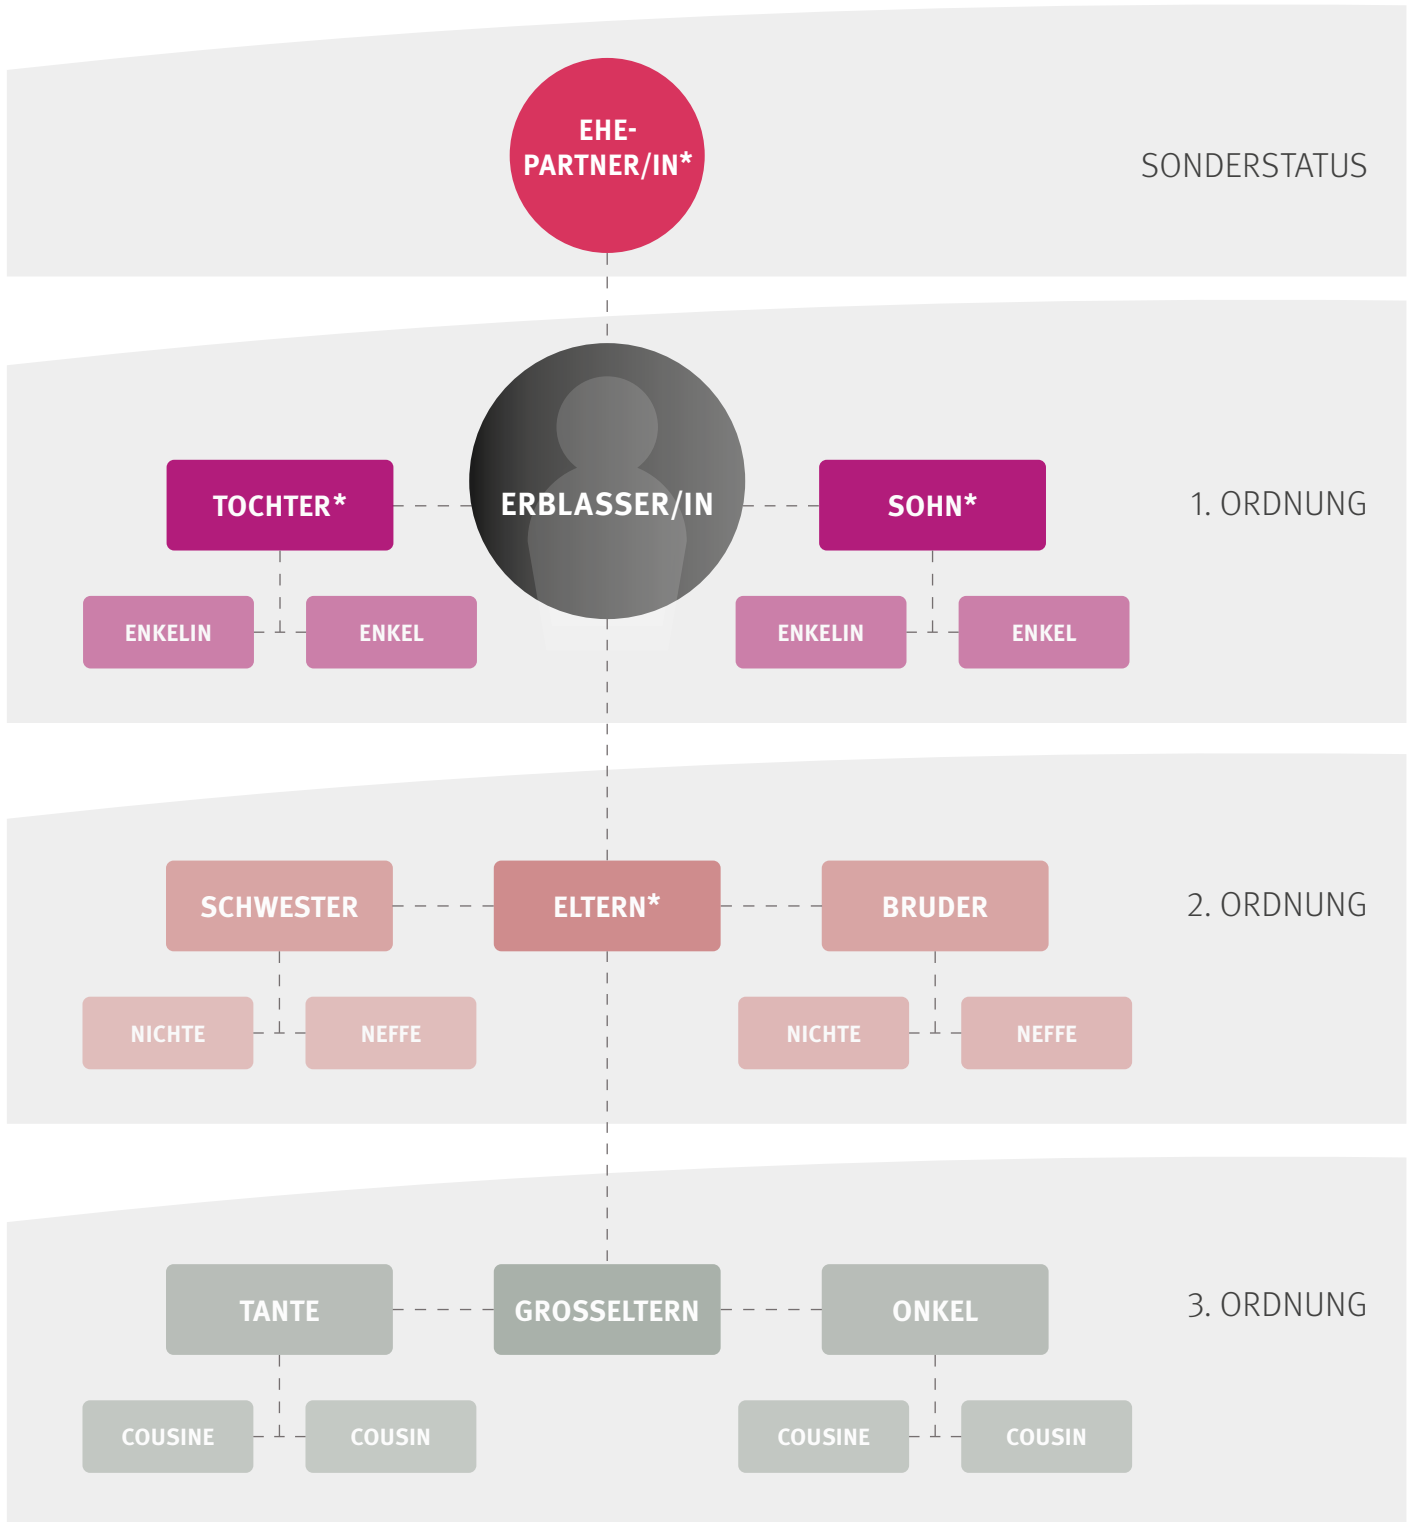 EHE-
PARTNER/IN*
SONDERSTATUS
TOCHTER*
ERBLASSER/IN
SOHN*
1. ORDNUNG
ENKELIN
ENKEL
ENKELIN
ENKEL
SCHWESTER
ELTERN*
BRUDER
2. ORDNUNG
NICHTE
NEFFE
NICHTE
NEFFE
TANTE
GROSSELTERN
ONKEL
3. ORDNUNG
COUSINE
COUSIN
COUSINE
COUSIN